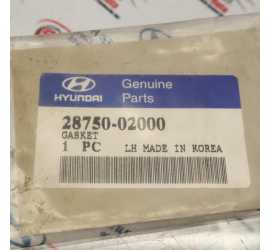 HYUNDAI
Genuine
Parts
28750-02000
GASKET
1 PC LH MADE IN KOREA